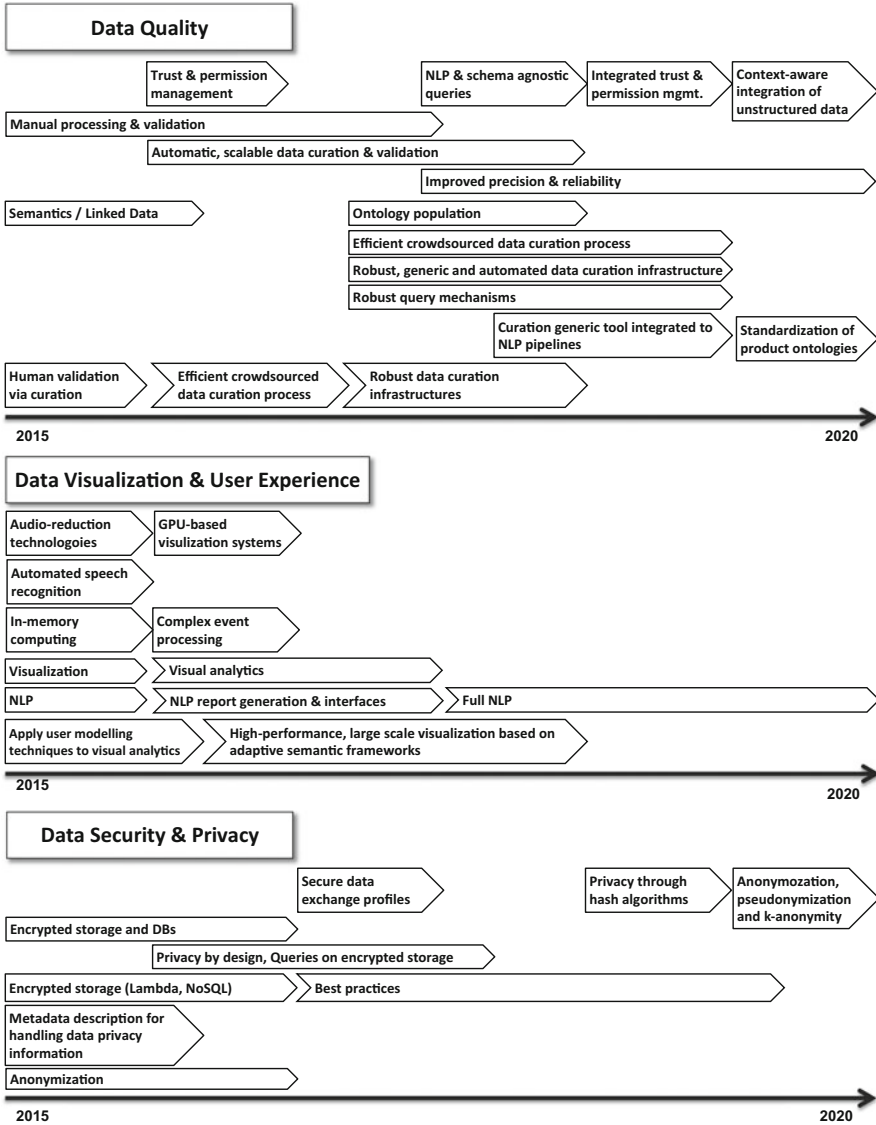 Data Quality
Trust & permission
management
NLP & schema agnostic
queries
Integrated trust &
permission mgmt.
Context-aware
integration of
unstructured data
Manual processing & validation
Automatic, scalable data curation & validation
Improved precision & reliability
Semantics / Linked Data
Ontology population
Efficient crowdsourced data curation process
Robust, generic and automated data curation infrastructure
Robust query mechanisms
Curation generic tool integrated to
NLP pipelines
Standardization of
product ontologies
Human validation
via curation
Efficient crowdsourced
data curation process
Robust data curation
infrastructures
2015
2020
Data Visualization & User Experience
Audio-reduction
technologoies
GPU-based
visulization systems
Automated speech
recognition
In-memory
computing
Complex event
processing
Visualization
Visual analytics
NLP
NLP report generation & interfaces
Full NLP
Apply user modelling
techniques to visual analytics
High-performance, large scale visualization based on
adaptive semantic frameworks
2015
2020
Data Security & Privacy
Secure data
exchange profiles
Privacy through
hash algorithms
Anonymozation,
pseudonymization
and k-anonymity
Encrypted storage and DBs
Privacy by design, Queries on encrypted storage
Encrypted storage (Lambda, NoSQL)
Best practices
Metadata description for
handling data privacy
information
Anonymization
2015
2020